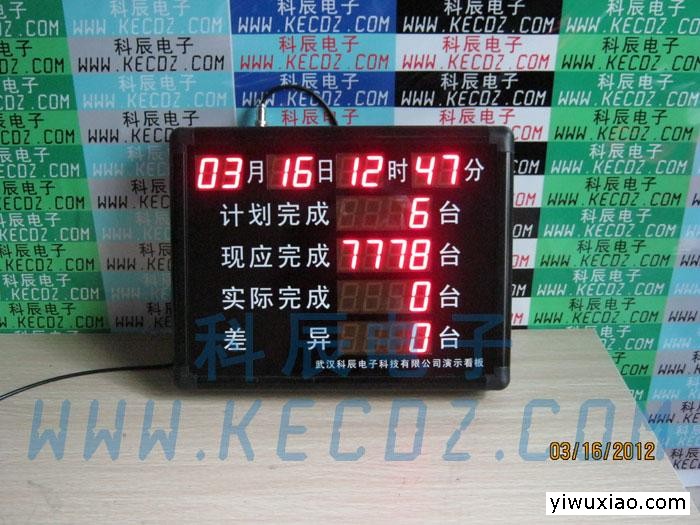 科辰电子
WWW.KECDZ.COM
03月16日12时47分
计划完成 6台
现应完成 7778台
实际完成 0台
差 异 0台
武汉科辰电子科技有限公司演示看板
科辰电子
WWW.KECDZ.COM
03/16/2012
yiwuxiao.com